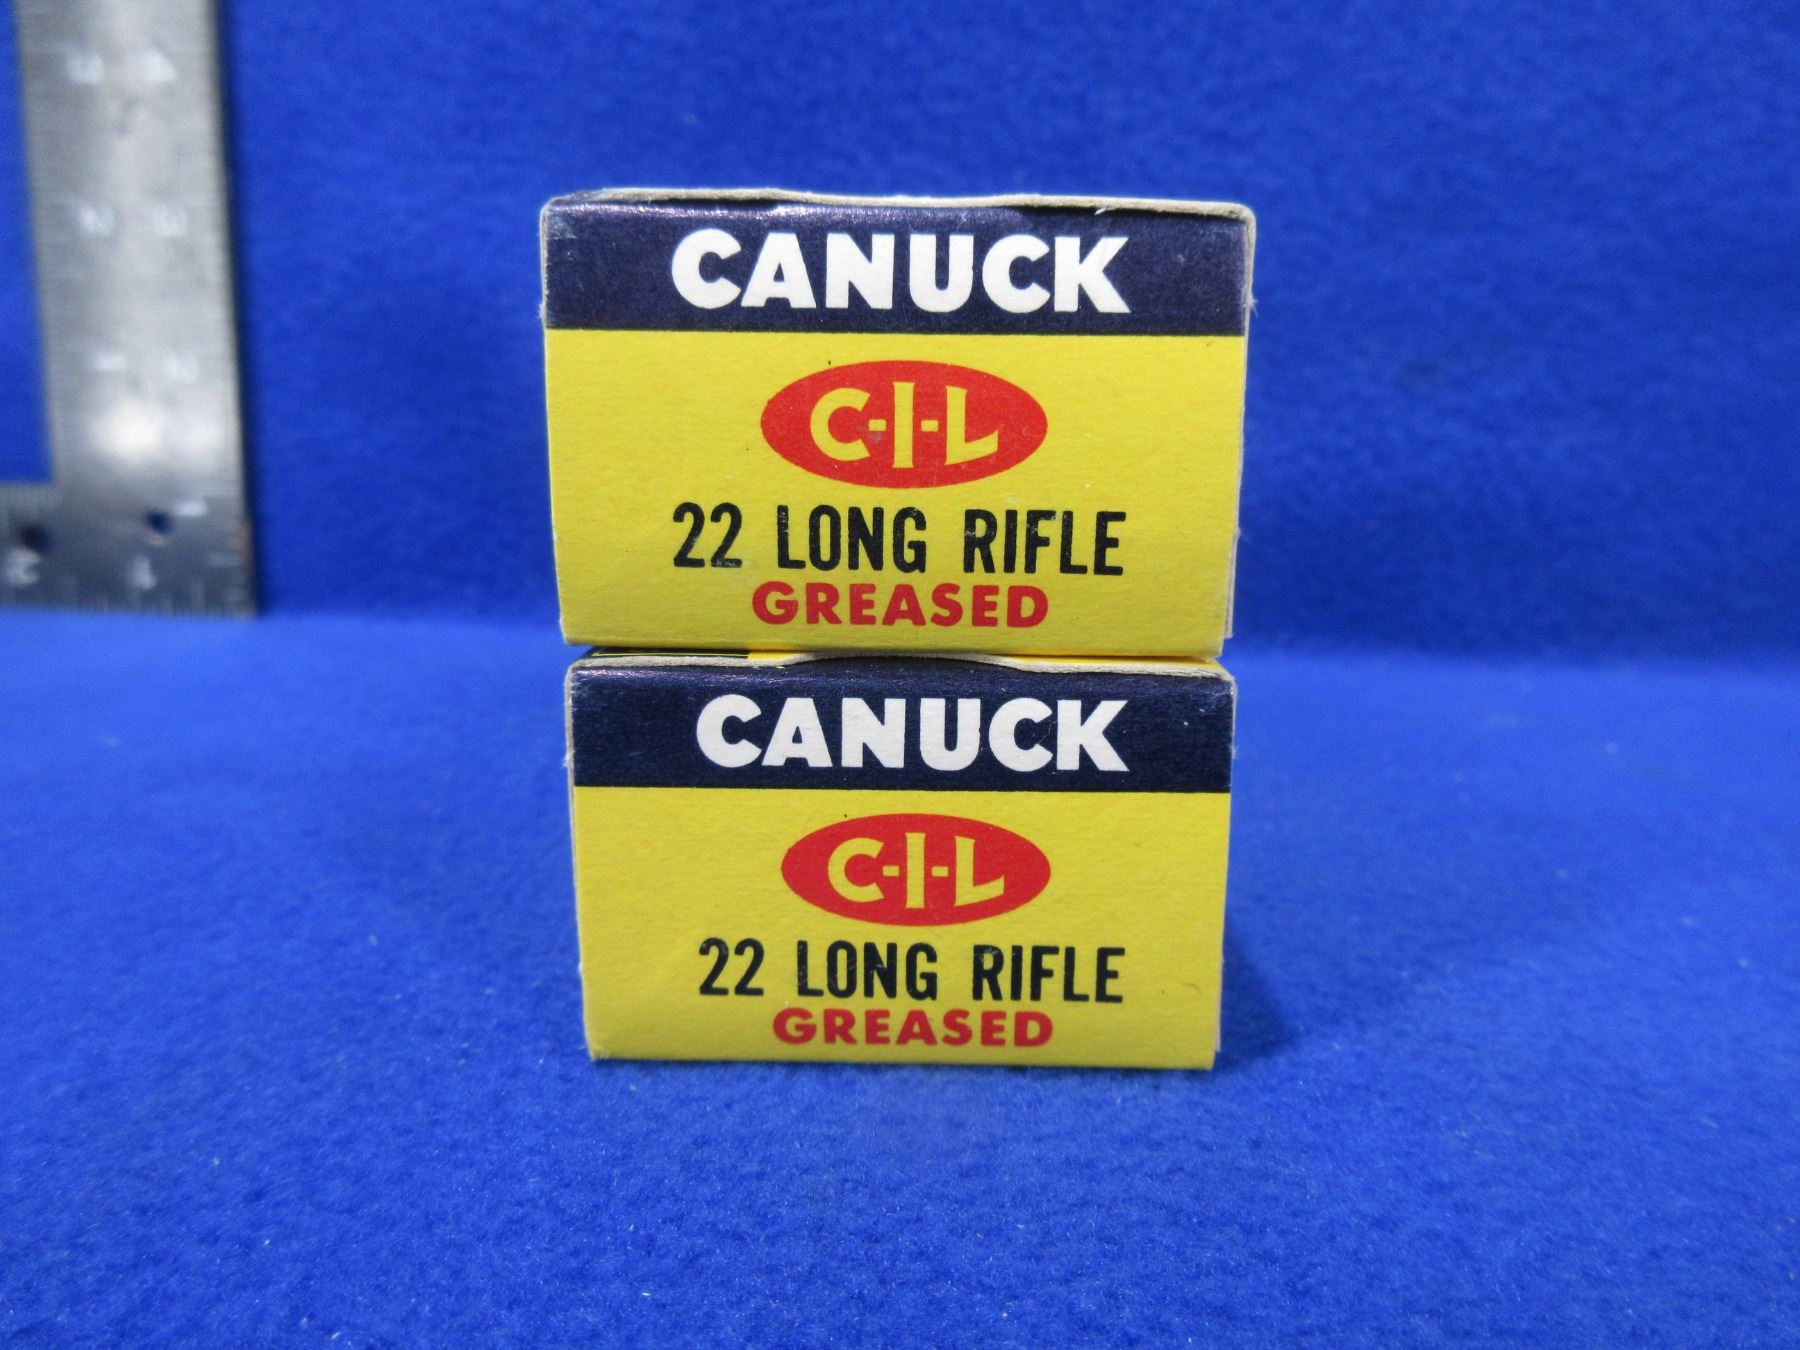 CANUCK
C-I-L
22 LONG RIFLE
GREASED
CANUCK
C-I-L
22 LONG RIFLE
GREASED